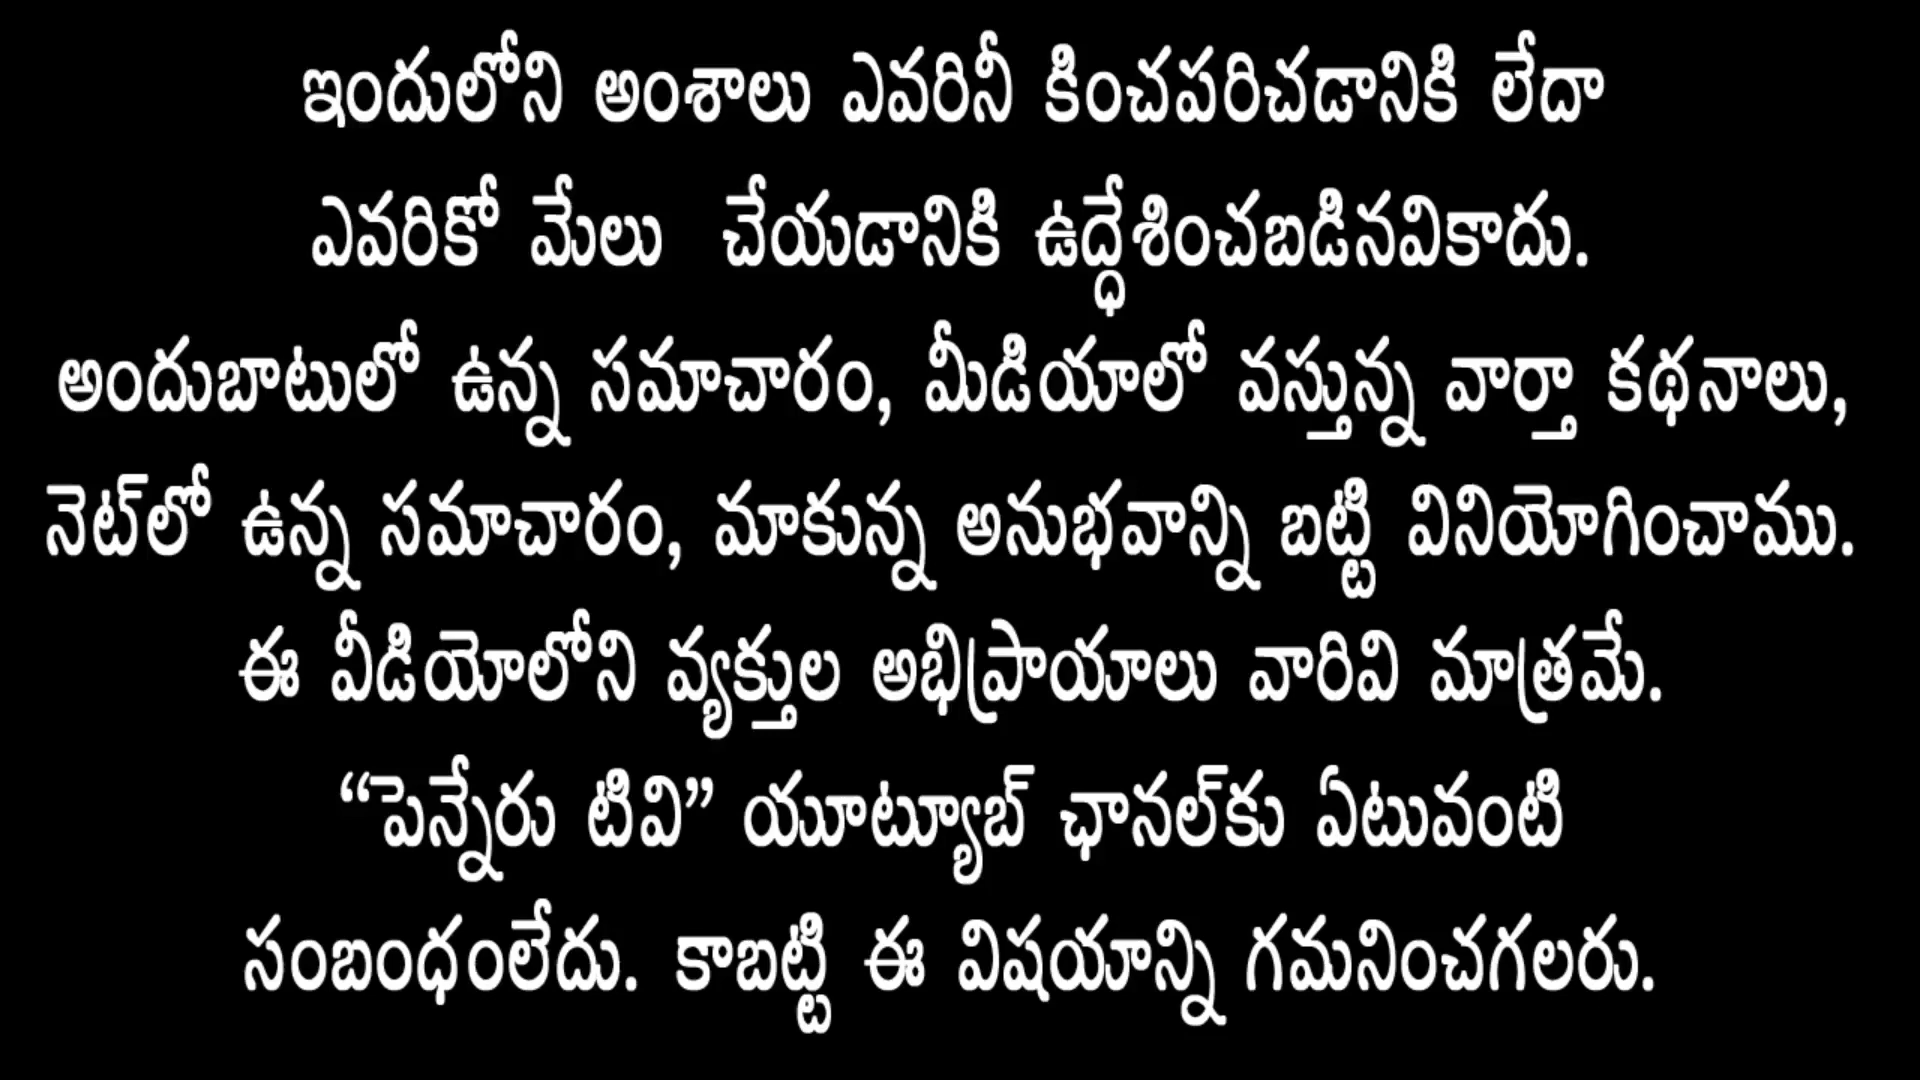 ఇందులోని అంశాలు ఎవరినీ కించపరిచడానికి లేదా
ఎవరికో మేలు చేయడానికి ఉద్ధేశించబడినవికాదు.
అందుబాటులో ఉన్న సమాచారం, మీడియాలో వస్తున్న వార్తా కథనాలు,
నెట్‌లో ఉన్న సమాచారం, మాకున్న అనుభవాన్ని బట్టి వినియోగించాము.
ఈ వీడియోలోని వ్యక్తుల అభిప్రాయాలు వారివి మాత్రమే.
“పెన్నేరు టివి” యూట్యూబ్ ఛానల్‌కు ఏటువంటి
సంబంధంలేదు. కాబట్టి ఈ విషయాన్ని గమనించగలరు.